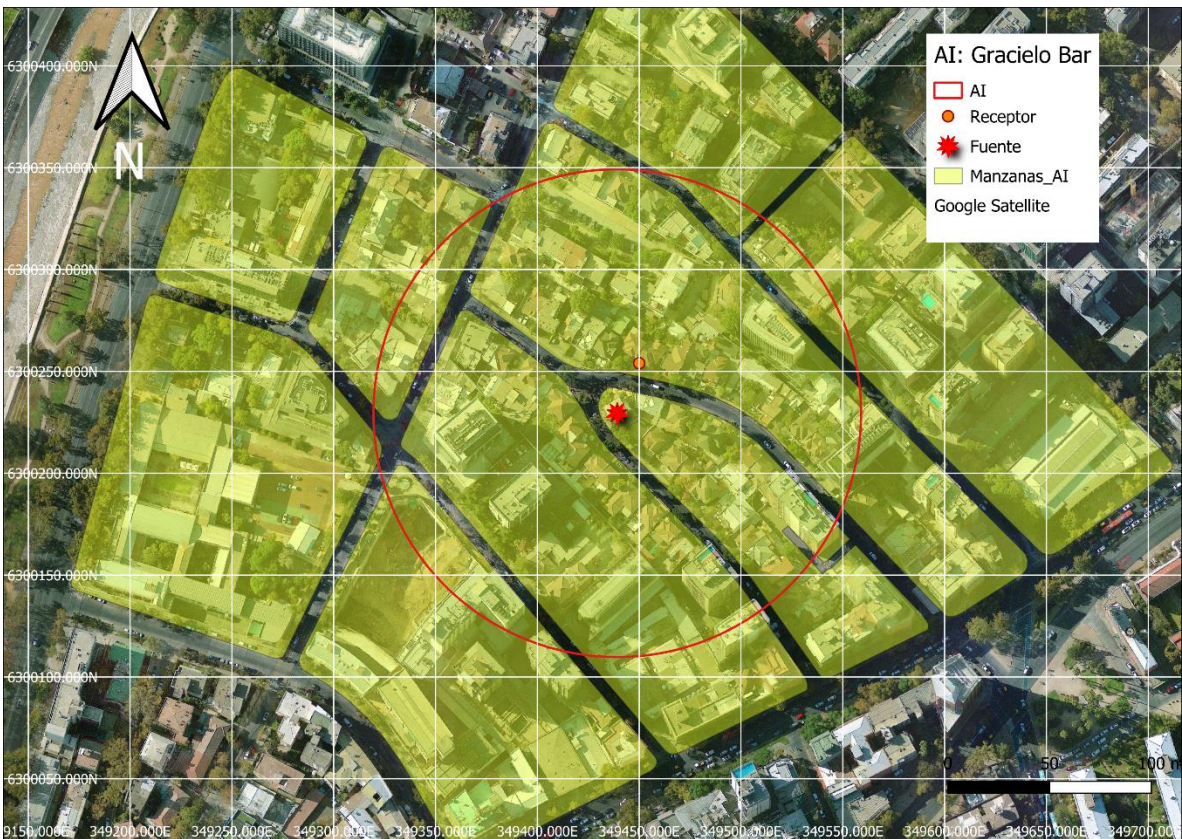 AI: Gracielo Bar
AI
Receptor
Fuente
Manzanas_AI
Google Satellite
N
6300400.000N
6300350.000N
6300300.000N
6300250.000N
6300200.000N
6300150.000N
6300100.000N
6300050.000N
0 50 100 m
9150.000E 349200.000E 349250.000E 349300.000E 349350.000E 349400.000E 349450.000E 349500.000E 349550.000E 349600.000E 349650.000E 349700.000E